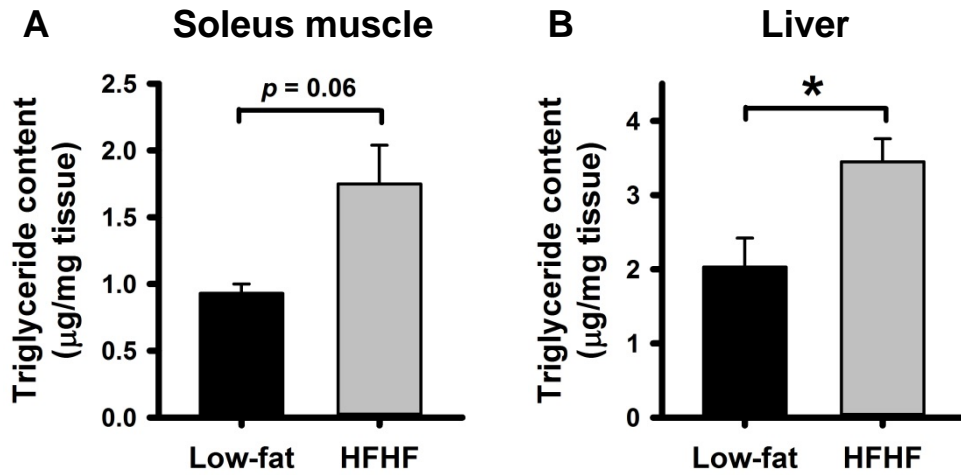 A Soleus muscle
Triglyceride content
(μg/mg tissue)
2.5
2.0
1.5
1.0
0.5
0.0
p = 0.06
Low-fat HFHF
B Liver
Triglyceride content
(μg/mg tissue)
4
3
2
1
0
*
Low-fat HFHF